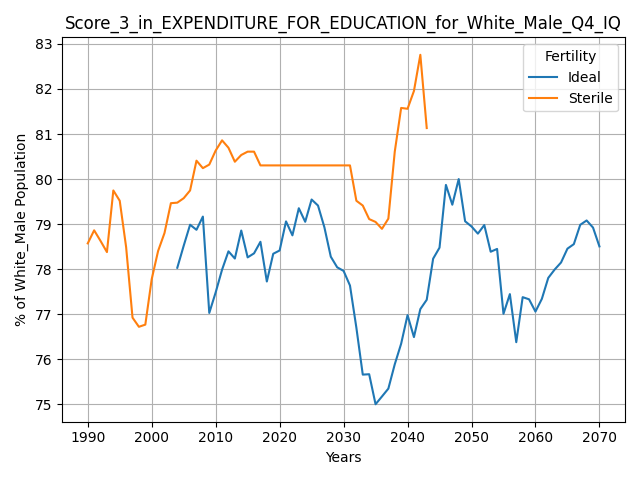 Score_3_in_EXPENDITURE_FOR_EDUCATION_for_White_Male_Q4_IQ
Fertility
Ideal
Sterile
% of White_Male Population
83
82
81
80
79
78
77
76
75
1990 2000 2010 2020 2030 2040 2050 2060 2070
Years